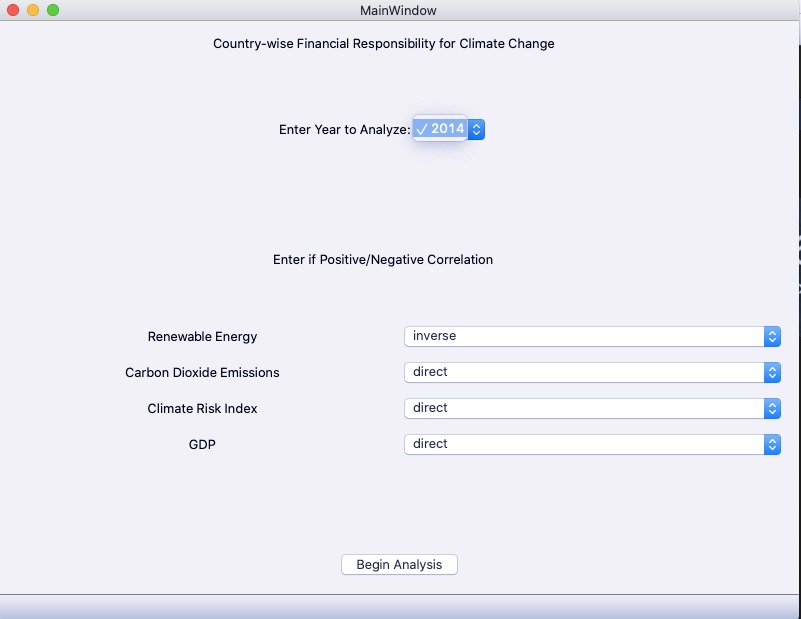 MainWindow
Country-wise Financial Responsibility for Climate Change
Enter Year to Analyze: ✓ 2014
Enter if Positive/Negative Correlation
Renewable Energy inverse
Carbon Dioxide Emissions direct
Climate Risk Index direct
GDP direct
Begin Analysis